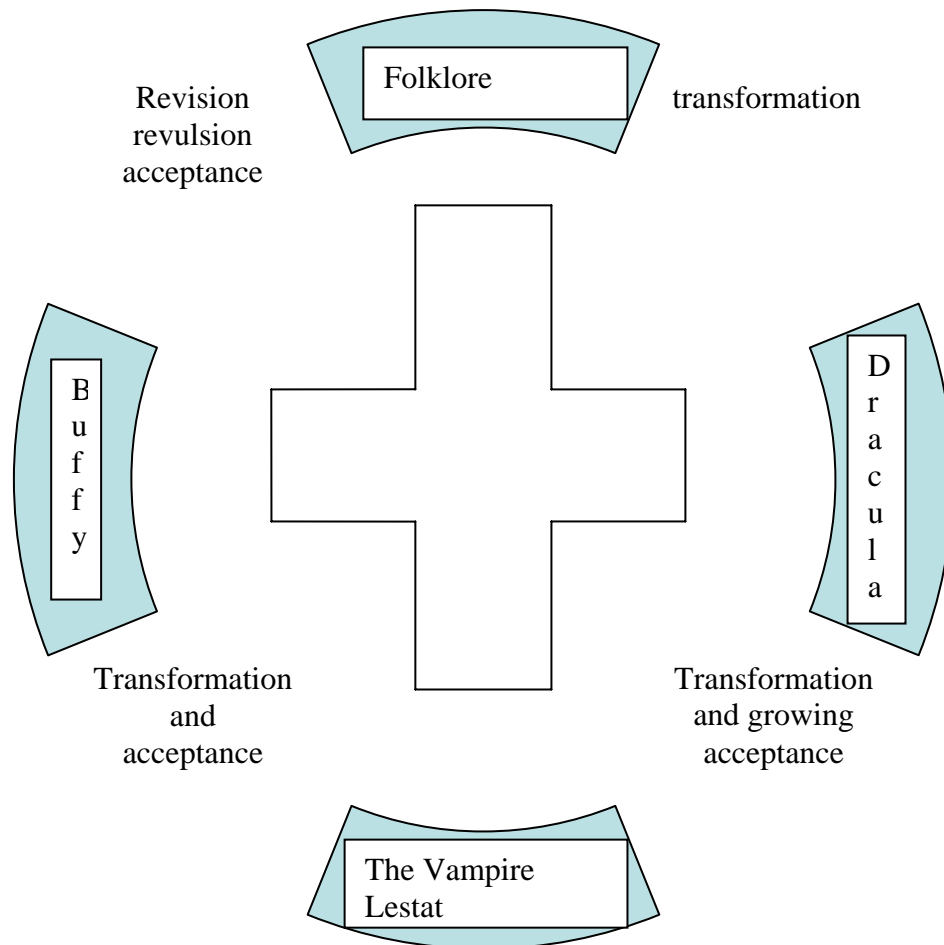 Folklore
Revision
revulsion
acceptance
transformation
B
u
f
f
y
D
r
a
c
u
l
a
Transformation
and
acceptance
Transformation
and growing
acceptance
The Vampire
Lestat